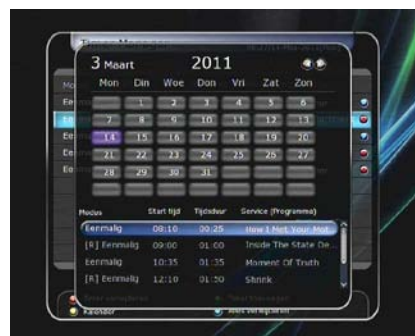 3 Maart 2011
Mon Din Woe Don Vri Zat Zon
1 2 3 4 5 6
7 8 9 10 11 12 13
14 15 16 17 18 19 20
21 22 23 24 25 26 27
28 29 30 31
Modus Start tijd Tijdsduur Service (Programma)
Eenmalig 08:10 00:25 How I Met Your Mot...
[R] Eenmalig 09:00 01:00 Inside The State De...
Eenmalig 10:35 01:35 Moment Of Truth
[R] Eenmalig 12:10 01:50 Shrink
Kalender